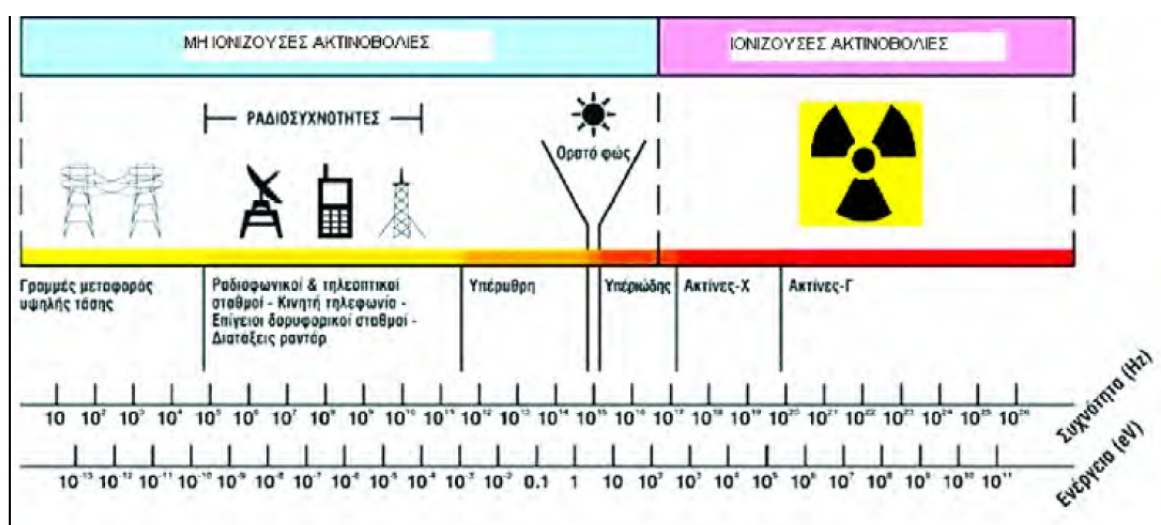 ΜΗ ΙΟΝΙΖΟΥΣΕΣ ΑΚΤΙΝΟΒΟΛΙΕΣ
ΙΟΝΙΖΟΥΣΕΣ ΑΚΤΙΝΟΒΟΛΙΕΣ
ΡΑΔΙΟΣΥΧΝΟΤΗΤΕΣ
Ορατό φώς
Γραμμές μεταφοράς
υψηλής τάσης
Ραδιοφωνικοί & τηλεοπτικοί
σταθμοί - Κινητή τηλεφωνία -
Επίγειοι δορυφορικοί σταθμοί -
Διατάξεις ραντάρ
Υπέρυθρη
Υπέριώδης
Ακτίνες-Χ
Ακτίνες-Γ
10 10² 10³ 10⁴ 10⁵ 10⁶ 10⁷ 10⁸ 10⁹ 10¹⁰ 10¹¹ 10¹² 10¹³ 10¹⁴ 10¹⁵ 10¹⁶ 10¹⁷ 10¹⁸ 10¹⁹ 10²⁰ 10²¹ 10²² 10²³ 10²⁴ 10²⁵ 10²⁶
Συχνότητα (Hz)
10⁻¹³ 10⁻¹² 10⁻¹¹ 10⁻¹⁰ 10⁻⁹ 10⁻⁸ 10⁻⁷ 10⁻⁶ 10⁻⁵ 10⁻⁴ 10⁻³ 10⁻² 0.1 1 10 10² 10³ 10⁴ 10⁵ 10⁶ 10⁷ 10⁸ 10⁹ 10¹⁰ 10¹¹
Ενέργεια (eV)